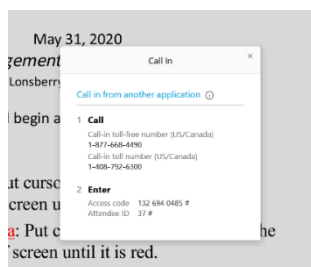 May 31, 2020
gement
Call In
Lonsberry
Call in from another application
l begin a
1 Call
Call-in toll-free number (US/Canada)
1-877-668-4490
Call-in toll number (US/Canada)
1-408-792-6300
ut curso
2 Enter
creen u
Access code 132 694 0485 #
Attendee ID 37 #
a: Put c
he
screen until it is red.